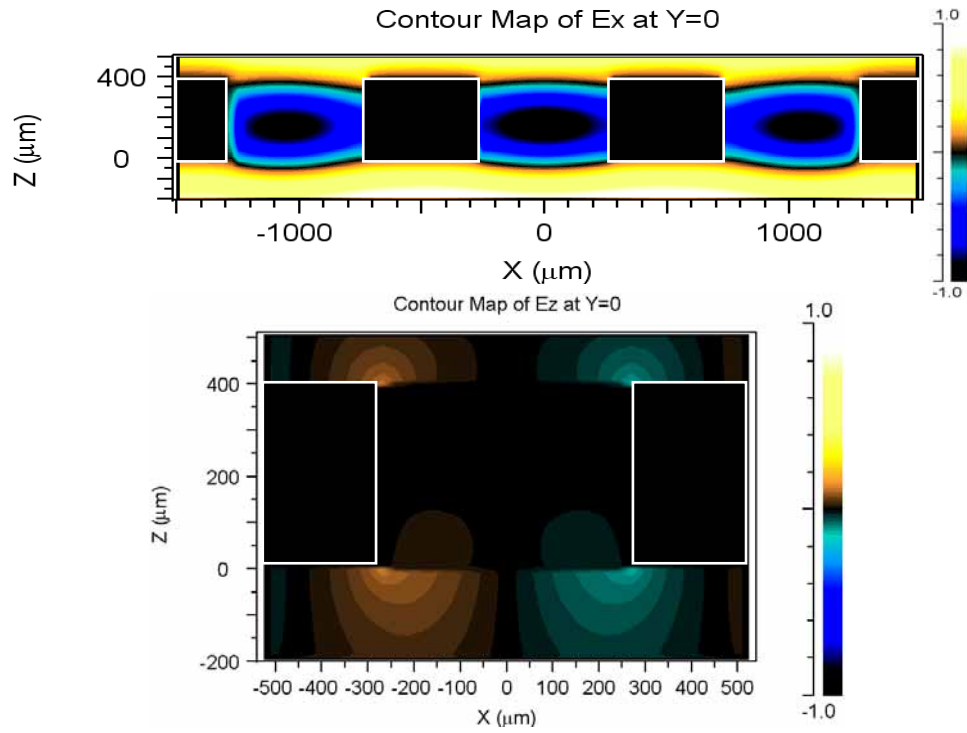 Contour Map of Ex at Y=0
1.0
400
0
Z (μm)
-1000 0 1000
X (μm)
-1.0
Contour Map of Ez at Y=0
1.0
400
200
0
-200
Z (μm)
-500 -400 -300 -200 -100 0 100 200 300 400 500
X (μm)
-1.0